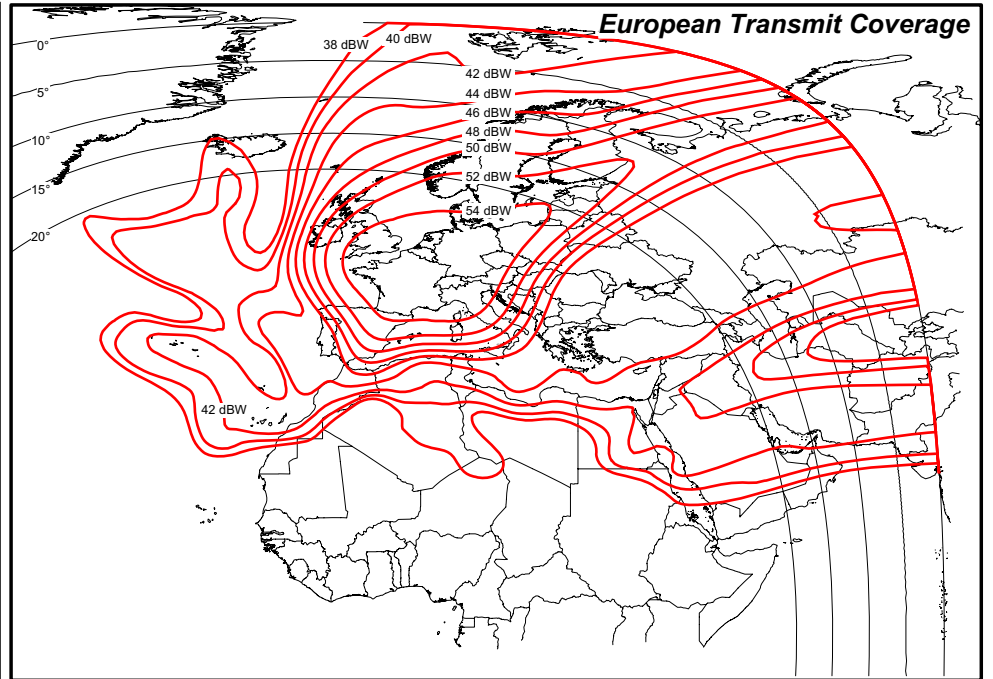 European Transmit Coverage
38 dBW
40 dBW
0°
42 dBW
5°
44 dBW
46 dBW
10°
48 dBW
50 dBW
15°
52 dBW
54 dBW
20°
42 dBW